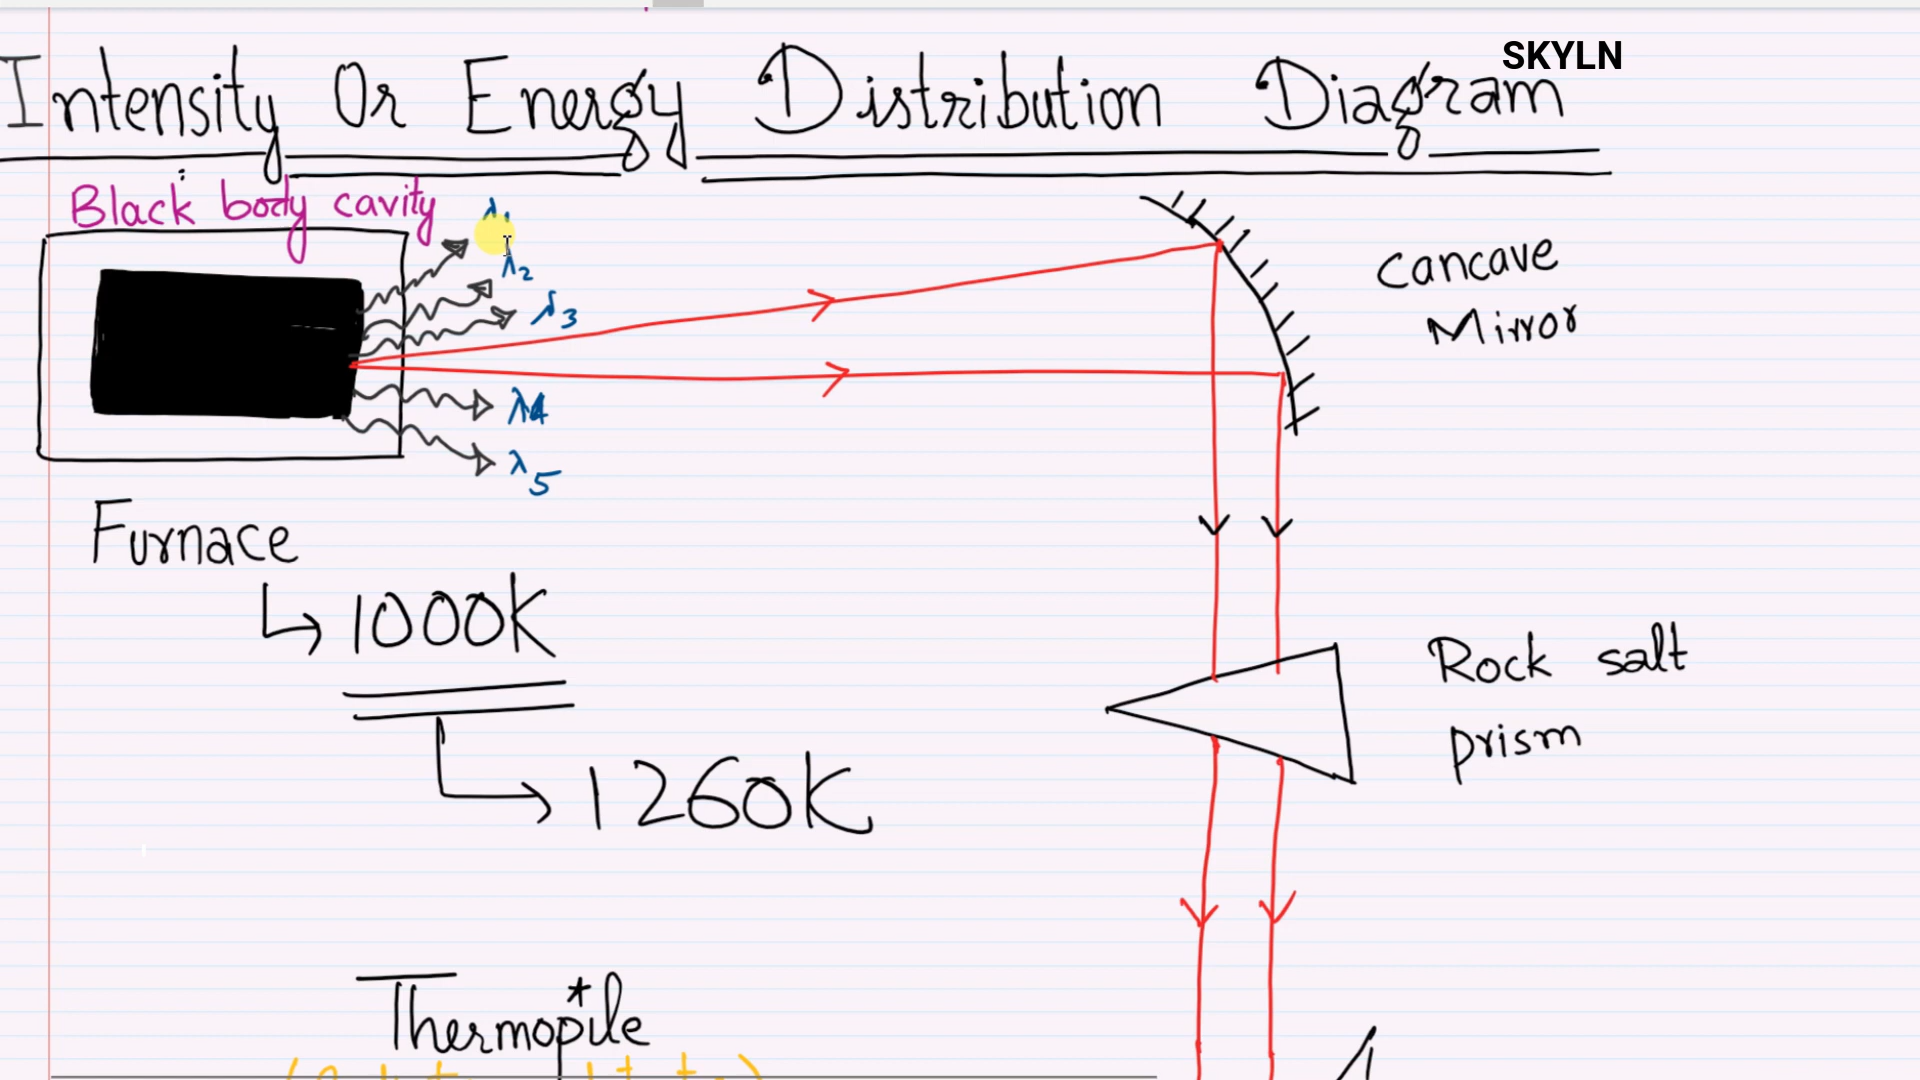 SKYLN
Intensity Or Energy Distribution Diagram
Black body cavity
λ1
λ2
λ3
λ4
λ5
Cancave
Mirror
Furnace
1000K
1260K
Rock salt
prism
Thermopile